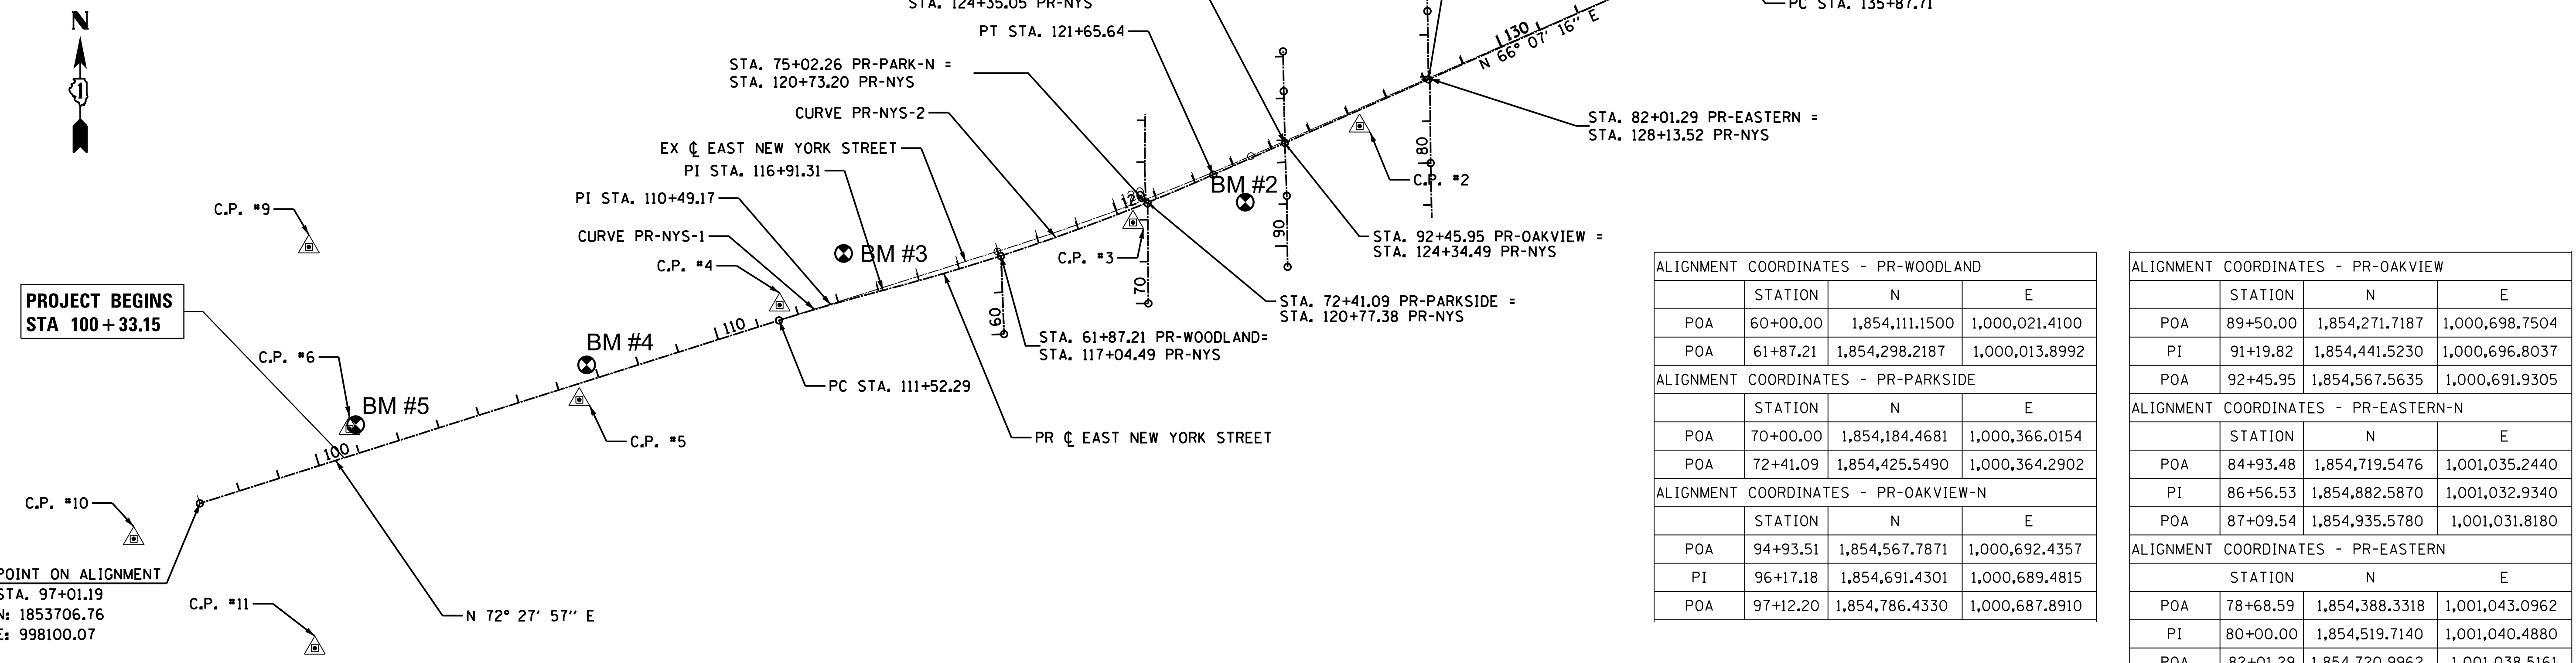 N
1
STA. 124+35.05 PR-NYS
PC STA. 135+87.71
PT STA. 121+65.64
130
N 66° 07' 16" E
STA. 75+02.26 PR-PARK-N =
STA. 120+73.20 PR-NYS
CURVE PR-NYS-2
STA. 82+01.29 PR-EASTERN =
STA. 128+13.52 PR-NYS
80
EX ℄ EAST NEW YORK STREET
PI STA. 116+91.31
C.P. #2
BM #2
PI STA. 110+49.17
120
C.P. #9
CURVE PR-NYS-1
90
STA. 92+45.95 PR-OAKVIEW =
STA. 124+34.49 PR-NYS
BM #3
C.P. #3
C.P. #4
70
PROJECT BEGINS
STA 100+33.15
STA. 72+41.09 PR-PARKSIDE =
STA. 120+77.38 PR-NYS
60
110
STA. 61+87.21 PR-WOODLAND=
STA. 117+04.49 PR-NYS
BM #4
C.P. #6
PC STA. 111+52.29
BM #5
C.P. #5
PR ℄ EAST NEW YORK STREET
100
C.P. #10
POINT ON ALIGNMENT
STA. 97+01.19
N: 1853706.76
E: 998100.07
C.P. #11
N 72° 27' 57" E
ALIGNMENT COORDINATES - PR-WOODLAND
STATION N E
POA 60+00.00 1,854,111.1500 1,000,021.4100
POA 61+87.21 1,854,298.2187 1,000,013.8992
ALIGNMENT COORDINATES - PR-PARKSIDE
STATION N E
POA 70+00.00 1,854,184.4681 1,000,366.0154
POA 72+41.09 1,854,425.5490 1,000,364.2902
ALIGNMENT COORDINATES - PR-OAKVIEW-N
STATION N E
POA 94+93.51 1,854,567.7871 1,000,692.4357
PI 96+17.18 1,854,691.4301 1,000,689.4815
POA 97+12.20 1,854,786.4330 1,000,687.8910
ALIGNMENT COORDINATES - PR-OAKVIEW
STATION N E
POA 89+50.00 1,854,271.7187 1,000,698.7504
PI 91+19.82 1,854,441.5230 1,000,696.8037
POA 92+45.95 1,854,567.5635 1,000,691.9305
ALIGNMENT COORDINATES - PR-EASTERN-N
STATION N E
POA 84+93.48 1,854,719.5476 1,001,035.2440
PI 86+56.53 1,854,882.5870 1,001,032.9340
POA 87+09.54 1,854,935.5780 1,001,031.8180
ALIGNMENT COORDINATES - PR-EASTERN
STATION N E
POA 78+68.59 1,854,388.3318 1,001,043.0962
PI 80+00.00 1,854,519.7140 1,001,040.4880
POA 82+01.29 1,854,720.9962 1,001,038.5161